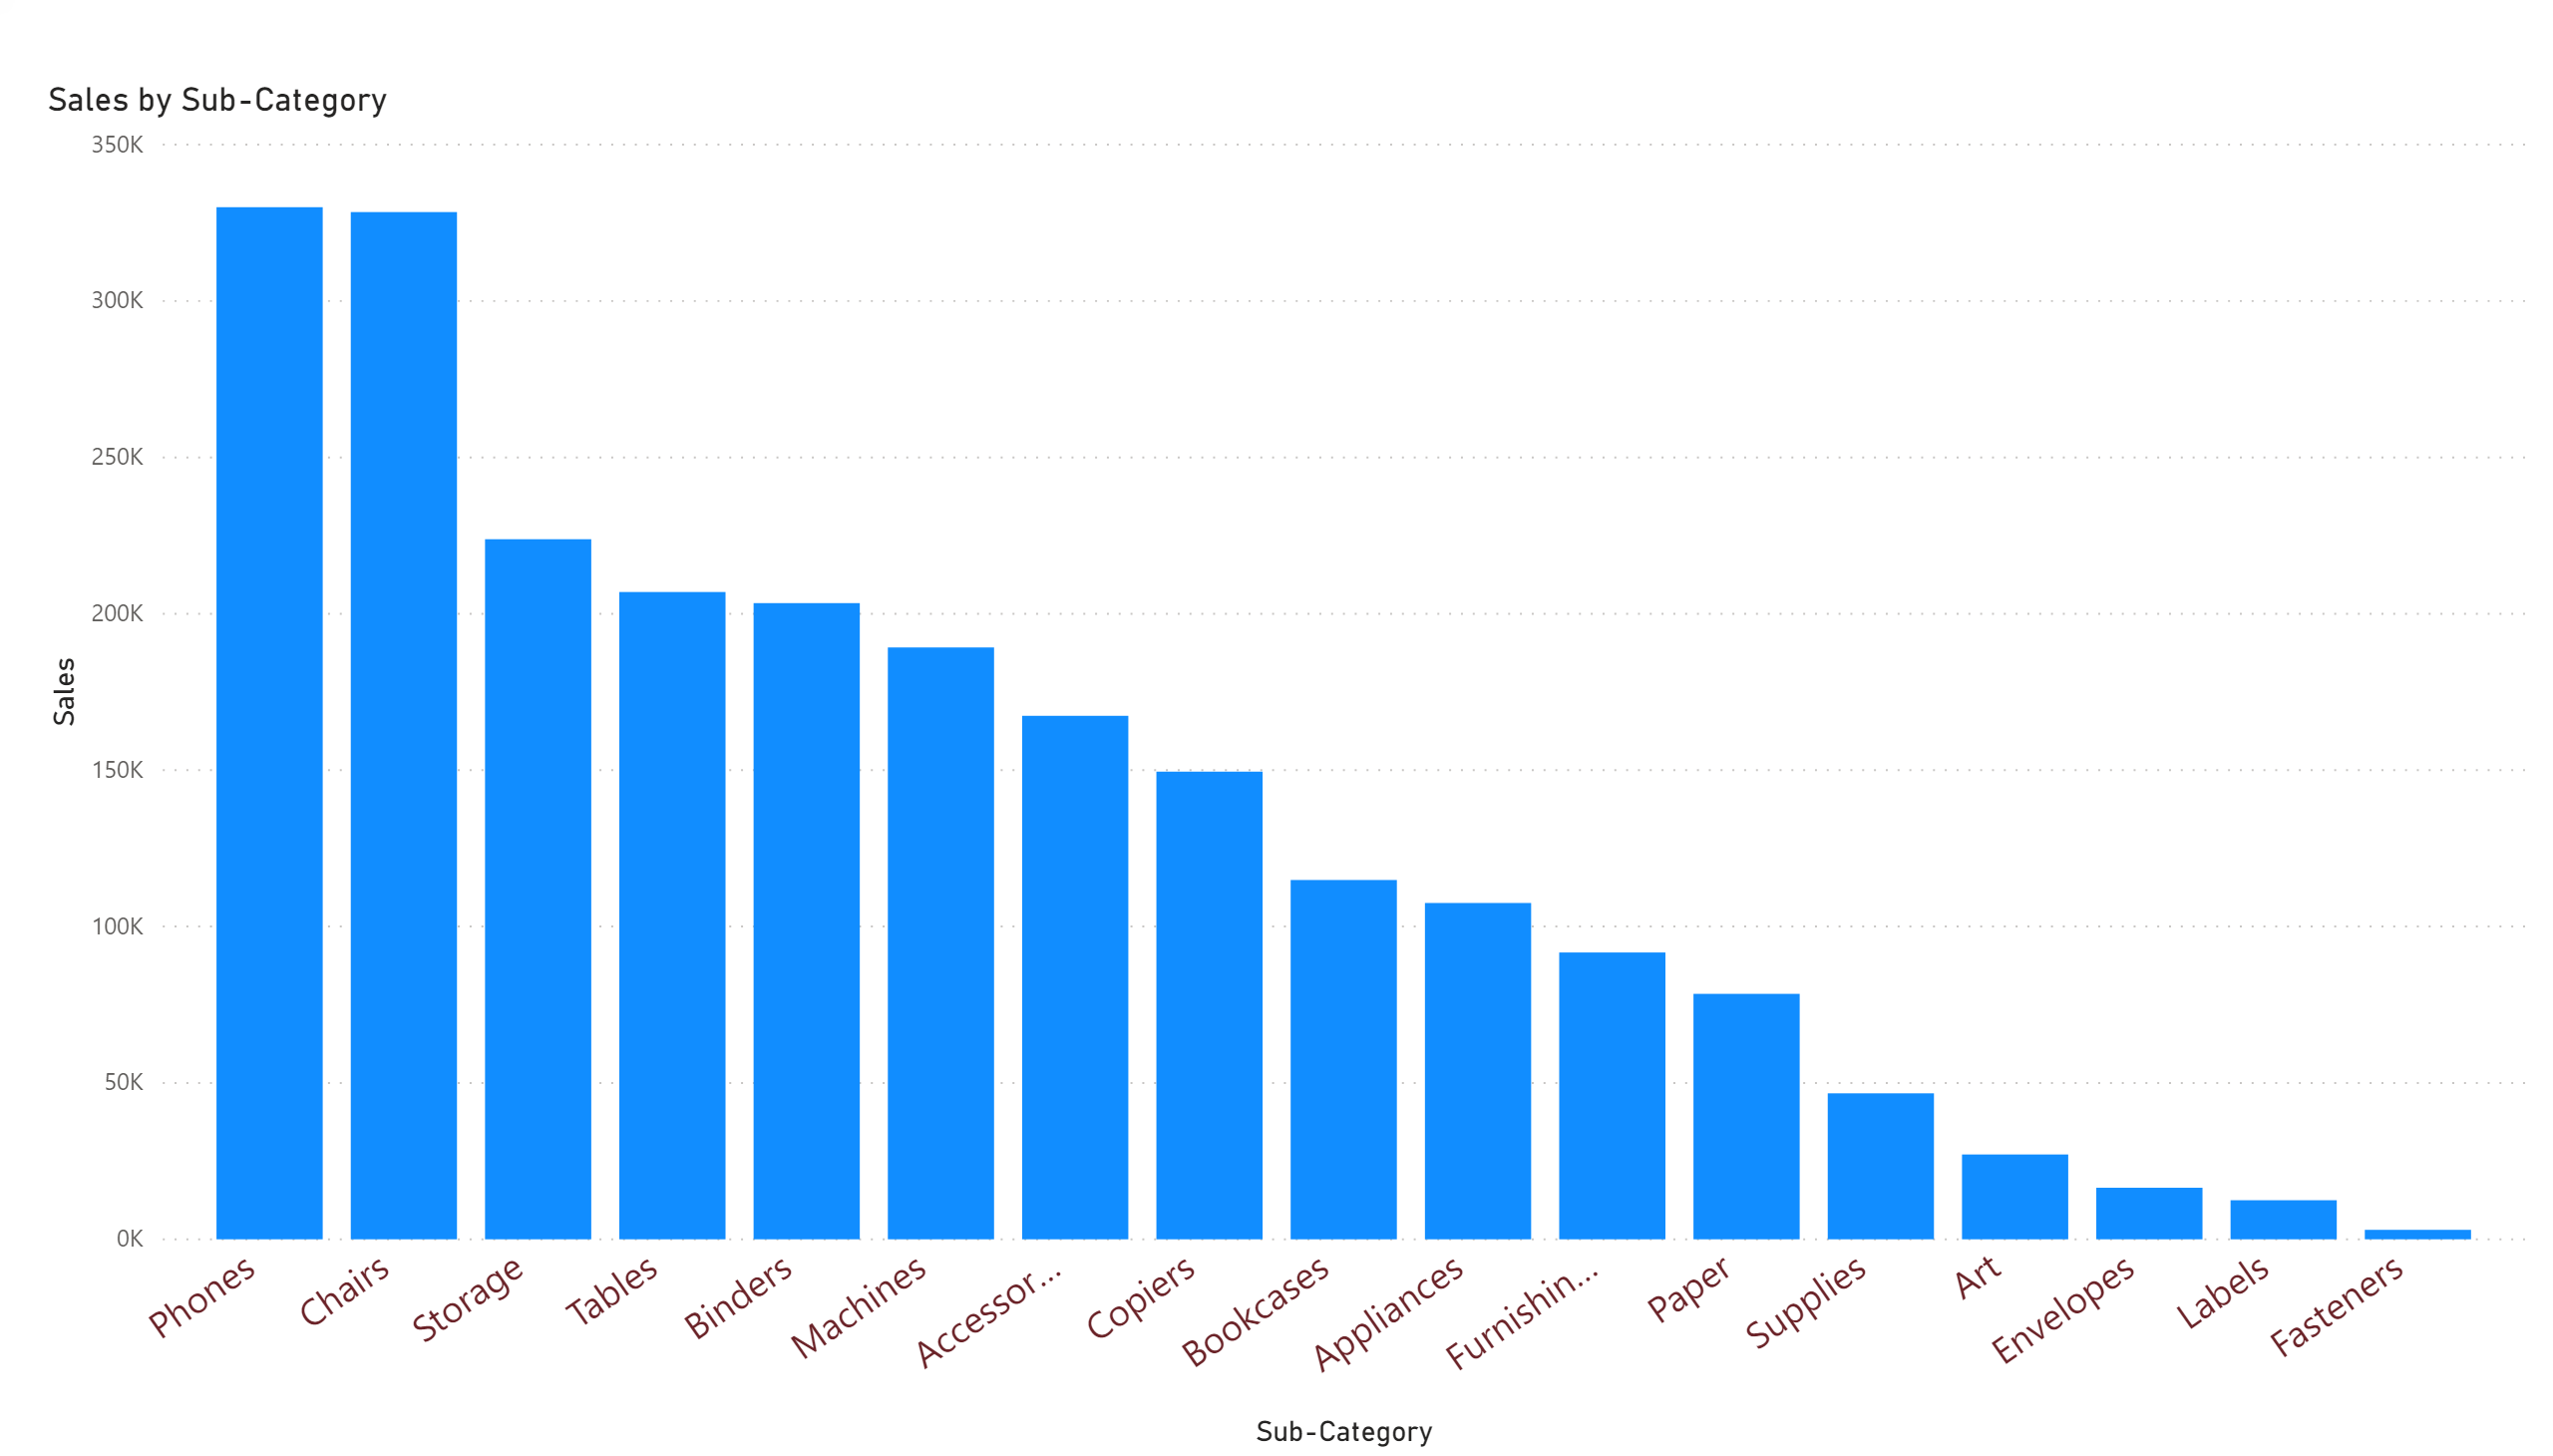 Sales by Sub-Category
350K
300K
250K
200K
150K
100K
50K
0K
Sales
Phones
Chairs
Storage
Tables
Binders
Machines
Accessor...
Copiers
Bookcases
Appliances
Furnishin...
Paper
Supplies
Art
Envelopes
Labels
Fasteners
Sub-Category